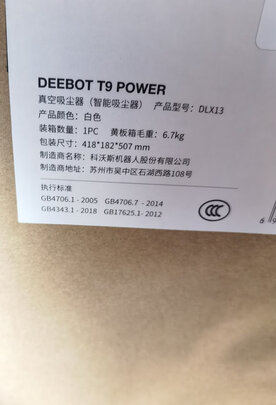 DEEBOT T9 POWER
真空吸尘器（智能吸尘器） 产品型号：DLX13
产品颜色：白色
装箱数量：1PC 黄板箱毛重：6.7kg
包装尺寸：418*182*507 mm
制造商：科沃斯机器人股份有限公司
制造商地址：苏州市吴中区石湖西路108号
执行标准
GB4706.1 - 2005 GB4706.7 - 2014
GB4343.1 - 2018 GB17625.1- 2012
CCC
6